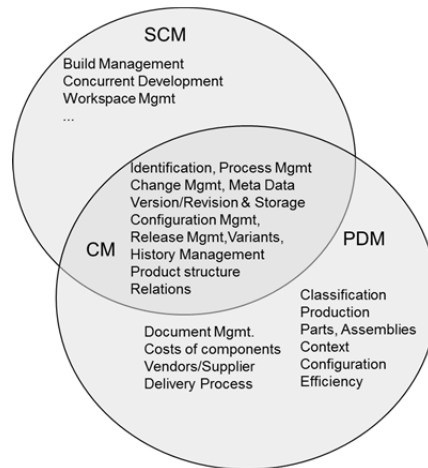 SCM
Build Management
Concurrent Development
Workspace Mgmt
...
Identification, Process Mgmt
Change Mgmt, Meta Data
Version/Revision & Storage
Configuration Mgmt,
Release Mgmt,Variants,
History Management
Product structure
Relations
CM
PDM
Classification
Production
Parts, Assemblies
Context
Configuration
Efficiency
Document Mgmt.
Costs of components
Vendors/Supplier
Delivery Process